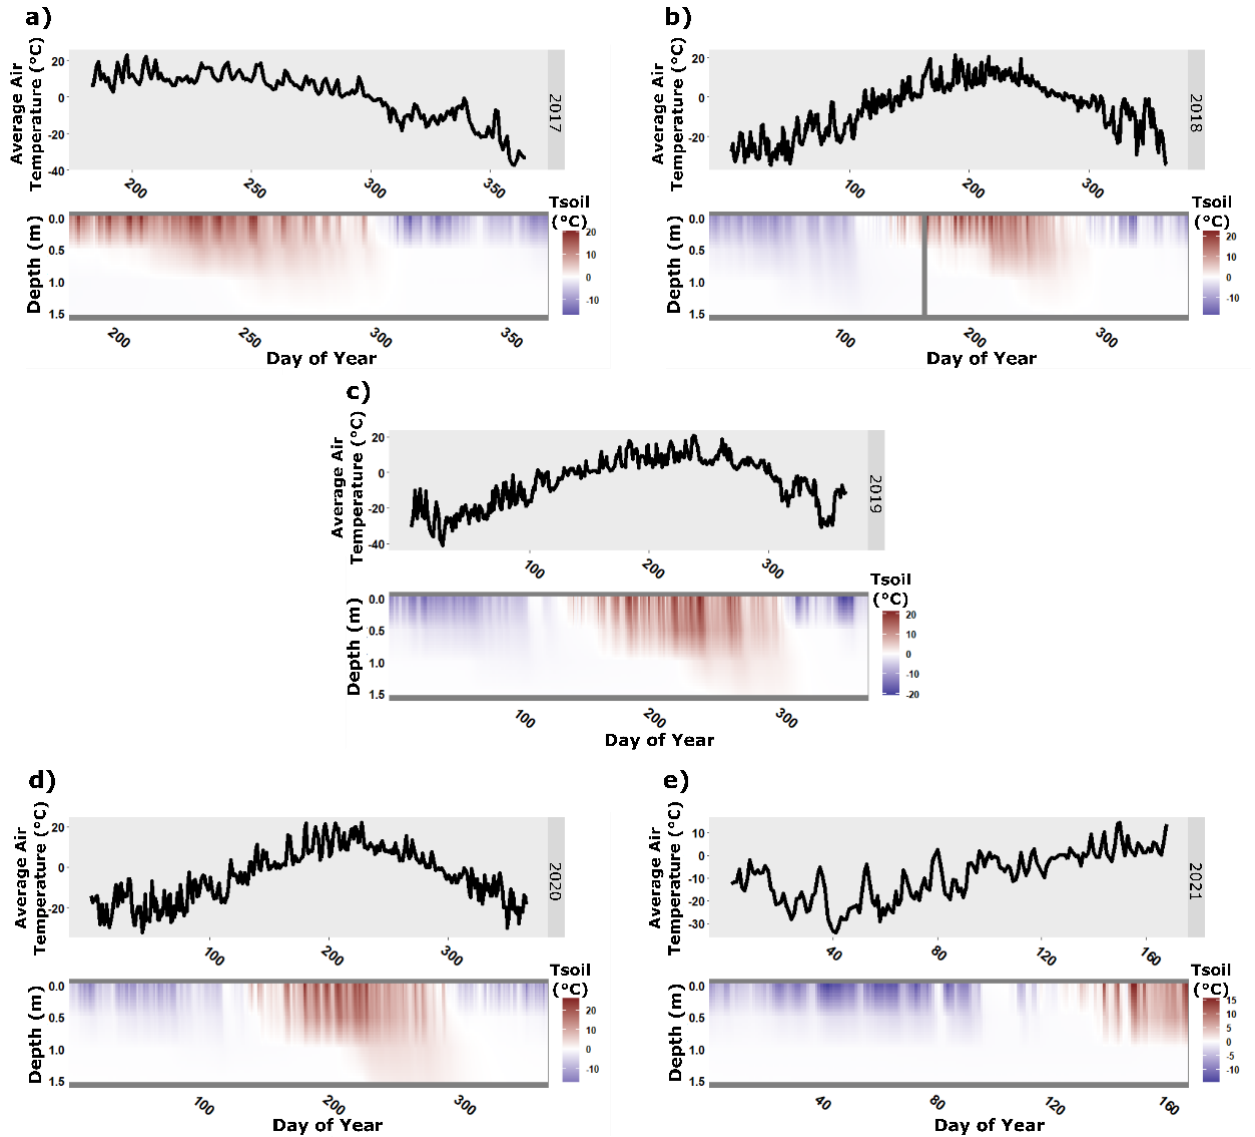 a)
Average Air
Temperature (°C)
20
0
-20
-40
200
250
300
350
2017
Depth (m)
0.0
0.5
1.0
1.5
200
250
300
350
Day of Year
Tsoil
(°C)
20
10
0
-10
b)
Average Air
Temperature (°C)
20
0
-20
100
200
300
2018
Depth (m)
0.0
0.5
1.0
1.5
100
200
300
Day of Year
Tsoil
(°C)
20
10
0
-10
c)
Average Air
Temperature (°C)
20
0
-20
-40
100
200
300
2019
Depth (m)
0.0
0.5
1.0
1.5
100
200
300
Day of Year
Tsoil
(°C)
20
10
0
-10
-20
d)
Average Air
Temperature (°C)
20
0
-20
100
200
300
2020
Depth (m)
0.0
0.5
1.0
1.5
100
200
300
Day of Year
Tsoil
(°C)
20
10
0
-10
e)
Average Air
Temperature (°C)
10
0
-10
-20
-30
40
80
120
160
2021
Depth (m)
0.0
0.5
1.0
1.5
40
80
120
160
Day of Year
Tsoil
(°C)
15
10
5
0
-5
-10